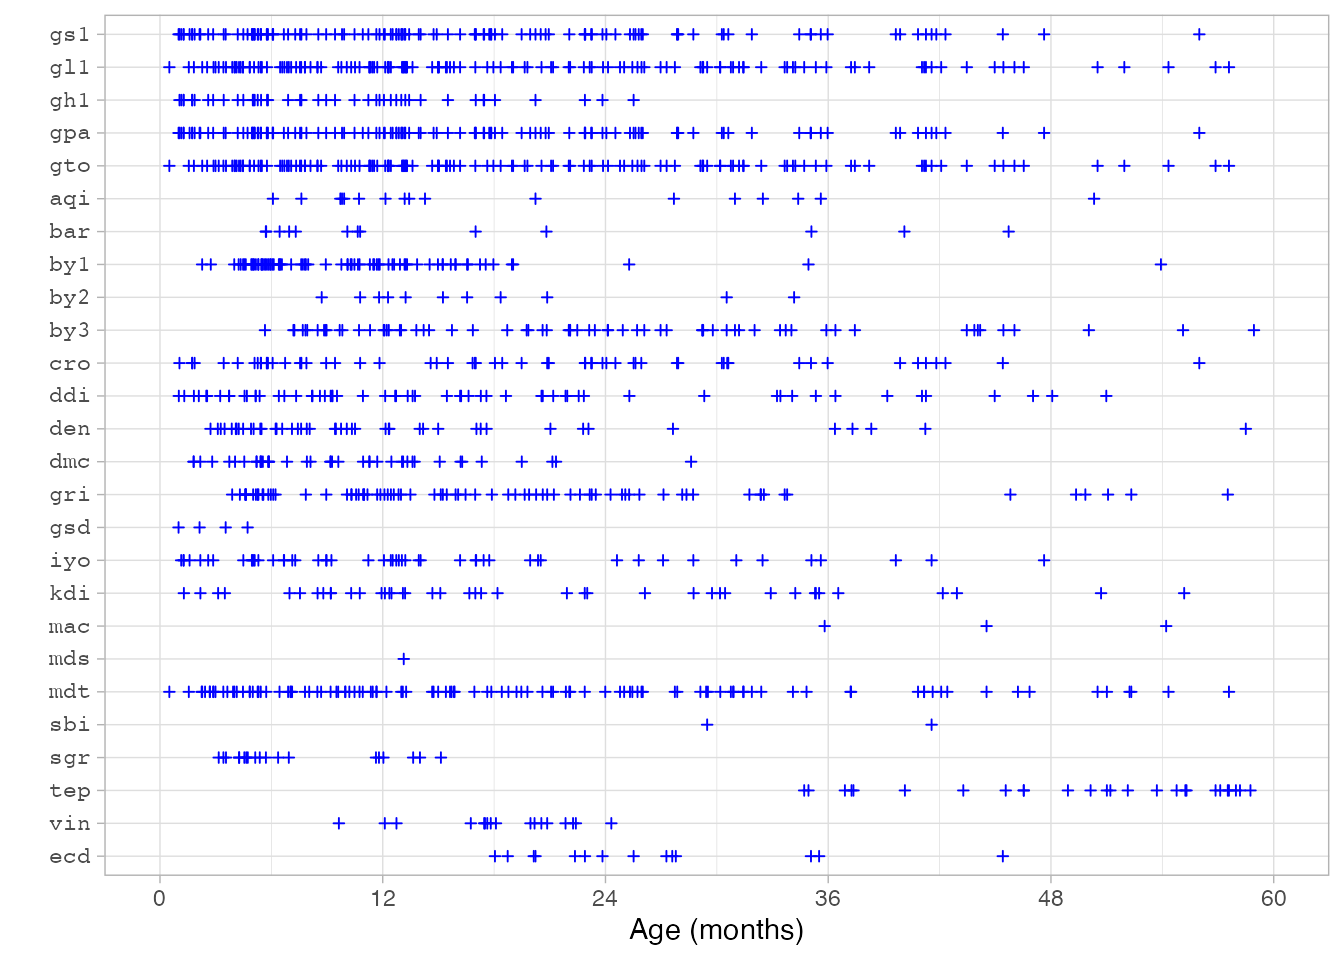 gs1
gl1
gh1
gpa
gto
aqi
bar
by1
by2
by3
cro
ddi
den
dmc
gri
gsd
iyo
kdi
mac
mds
mdt
sbi
sgr
tep
vin
ecd
0 12 24 36 48 60
Age (months)